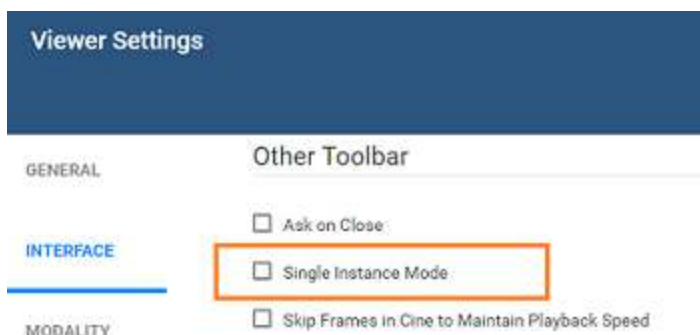 Viewer Settings
GENERAL
Other Toolbar
Ask on Close
INTERFACE
Single Instance Mode
Skip Frames in Cine to Maintain Playback Speed
MODALITY